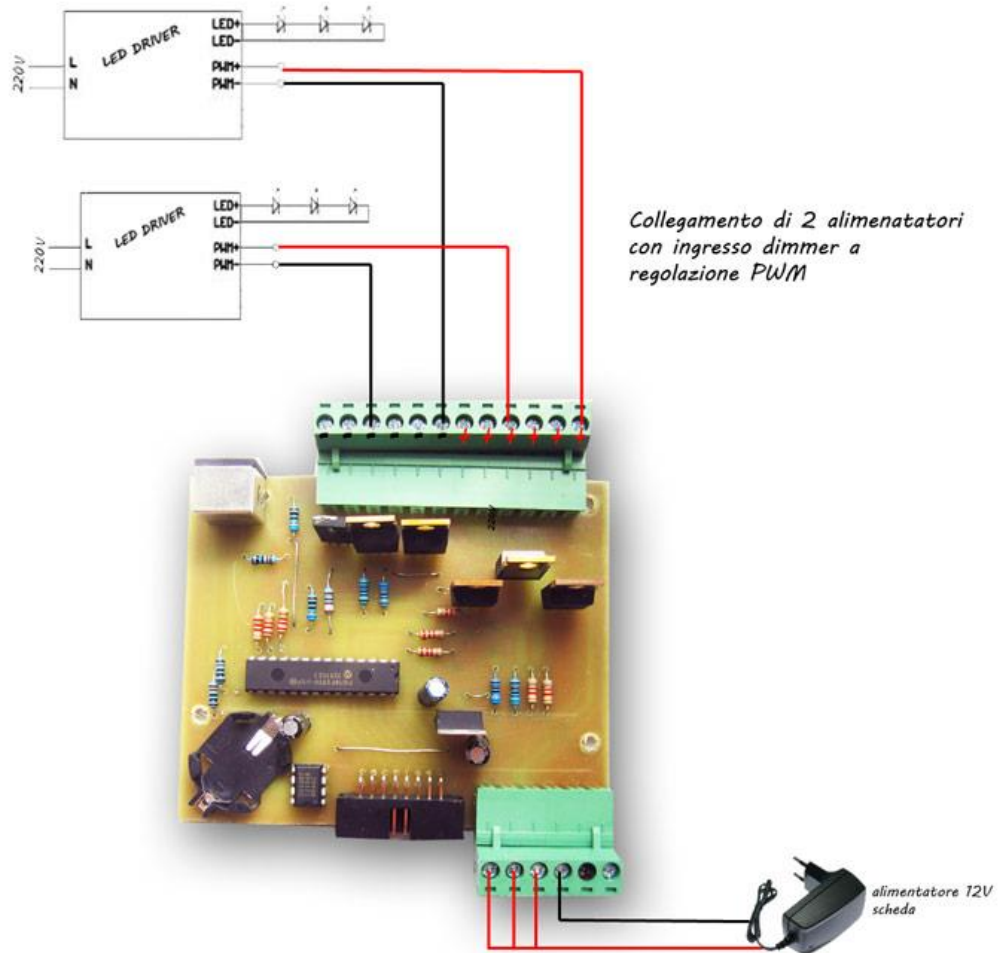 LED DRIVER
LED+
LED-
L
PWM+
N
PWM-
220V
LED DRIVER
LED+
LED-
L
PWM+
N
PWM-
220V
Collegamento di 2 alimenatatori
con ingresso dimmer a
regolazione PWM
220V
alimentatore 12V
scheda